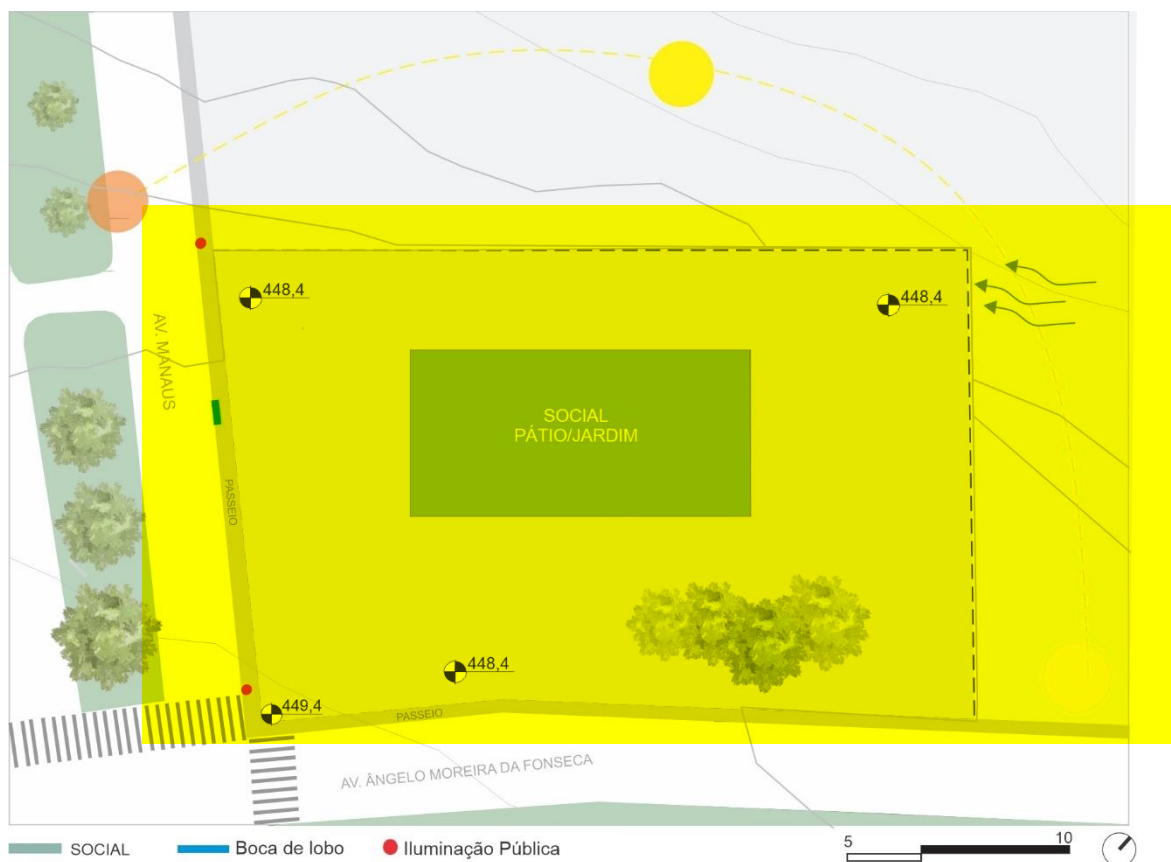 448,4
448,4
AV. MANAUS
SOCIAL
PÁTIO/JARDIM
PASSEIO
448,4
449,4
PASSEIO
AV. ÂNGELO MOREIRA DA FONSECA
SOCIAL
Boca de lobo
Iluminação Pública
5
10